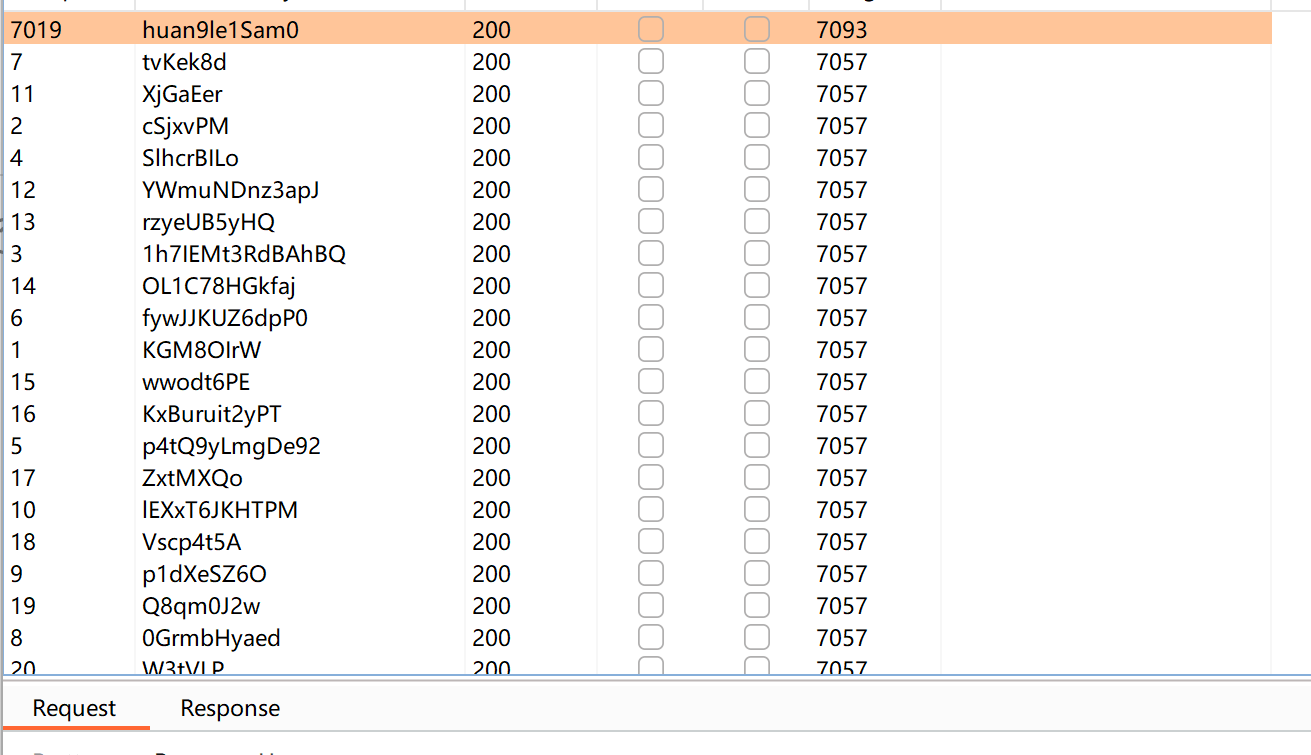 7019 huan9le1Sam0 200 7093
7 tvKek8d 200 7057
11 XjGaEer 200 7057
2 cSjxvPM 200 7057
4 SlhcrBILo 200 7057
12 YWmuNDnz3apJ 200 7057
13 rzyeUB5yHQ 200 7057
3 1h7IEMt3RdBAhBQ 200 7057
14 OL1C78HGkfaj 200 7057
6 fywJJKUZ6dpP0 200 7057
1 KGM8OIrW 200 7057
15 wwodt6PE 200 7057
16 KxBuruit2yPT 200 7057
5 p4tQ9yLmgDe92 200 7057
17 ZxtMXQo 200 7057
10 lEXxT6JKHTPM 200 7057
18 Vscp4t5A 200 7057
9 p1dXeSZ6O 200 7057
19 Q8qm0J2w 200 7057
8 0GrmbHyaed 200 7057
20 W3tVLP 200 7057
Request Response